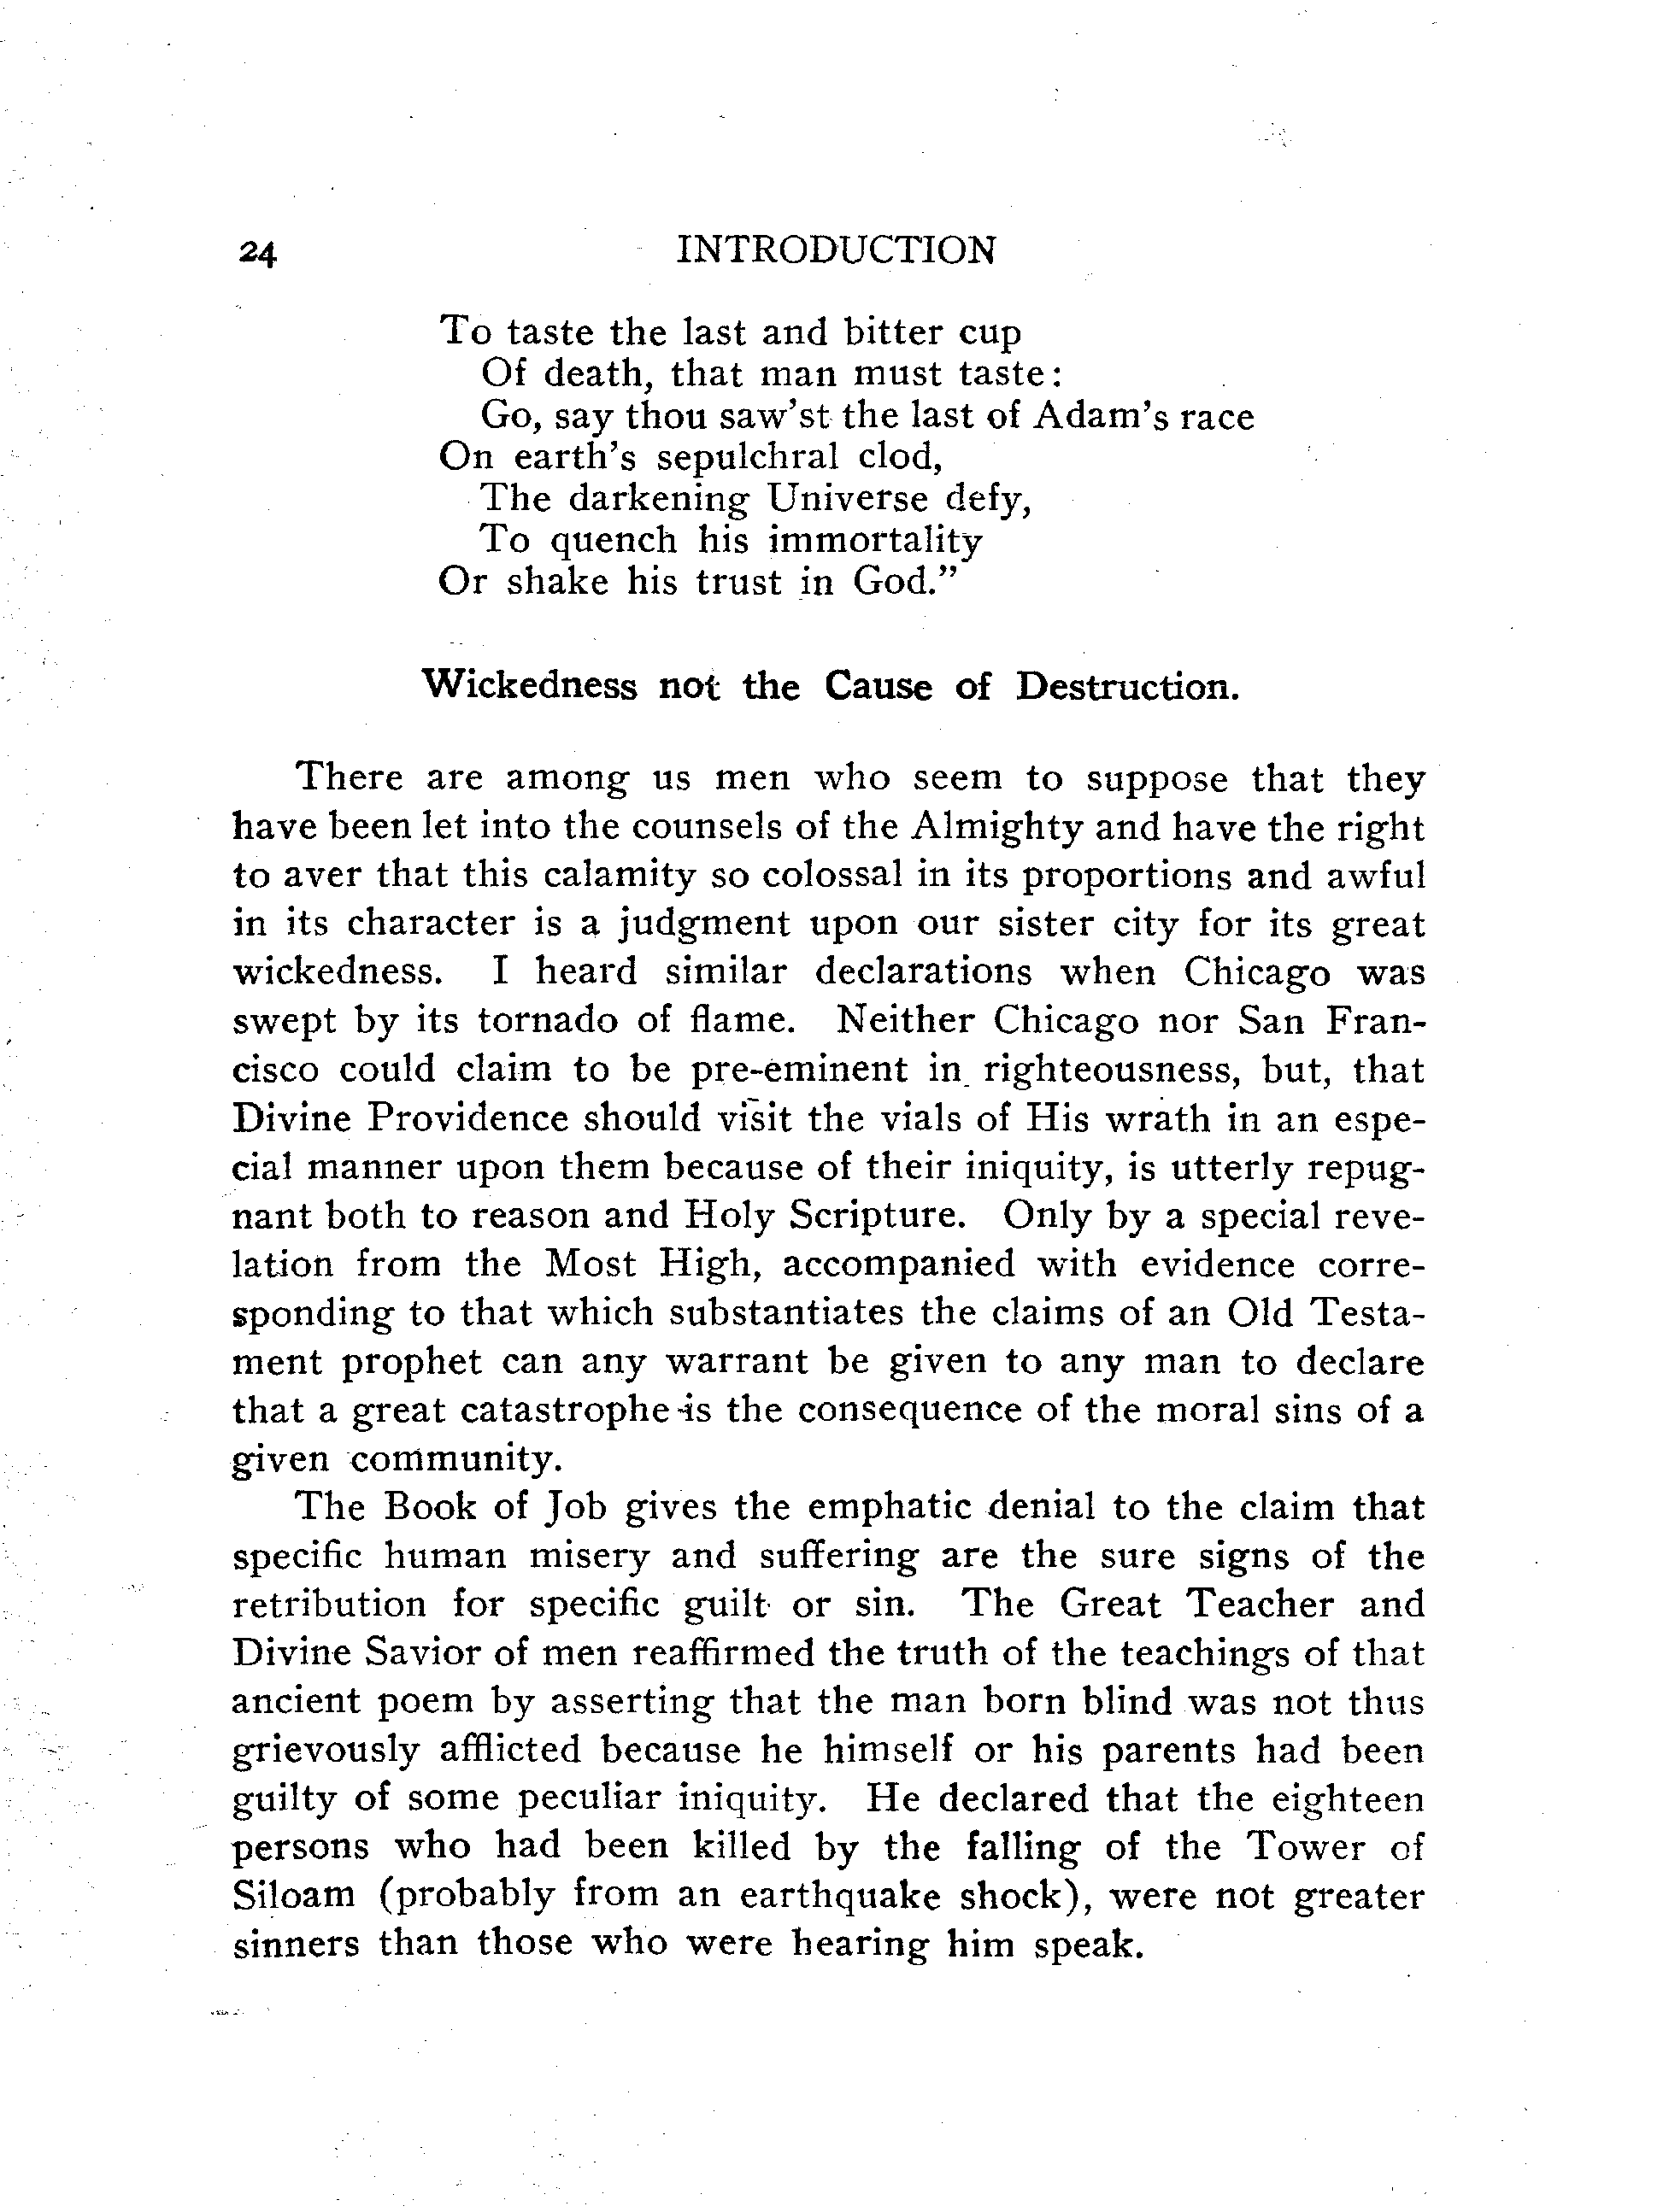 24 INTRODUCTION
To taste the last and bitter cup
Of death, that man must taste:
Go, say thou saw'st the last of Adam's race
On earth's sepulchral clod,
The darkening Universe defy,
To quench his immortality
Or shake his trust in God."
Wickedness not the Cause of Destruction.
There are among us men who seem to suppose that they
have been let into the counsels of the Almighty and have the right
to aver that this calamity so colossal in its proportions and awful
in its character is a judgment upon our sister city for its great
wickedness. I heard similar declarations when Chicago was
swept by its tornado of flame. Neither Chicago nor San Fran-
cisco could claim to be pre-eminent in righteousness, but, that
Divine Providence should visit the vials of His wrath in an espe-
cial manner upon them because of their iniquity, is utterly repug-
nant both to reason and Holy Scripture. Only by a special reve-
lation from the Most High, accompanied with evidence corre-
sponding to that which substantiates the claims of an Old Testa-
ment prophet can any warrant be given to any man to declare
that a great catastrophe is the consequence of the moral sins of a
given community.
The Book of Job gives the emphatic denial to the claim that
specific human misery and suffering are the sure signs of the
retribution for specific guilt or sin. The Great Teacher and
Divine Savior of men reaffirmed the truth of the teachings of that
ancient poem by asserting that the man born blind was not thus
grievously afflicted because he himself or his parents had been
guilty of some peculiar iniquity. He declared that the eighteen
persons who had been killed by the falling of the Tower of
Siloam (probably from an earthquake shock), were not greater
sinners than those who were hearing him speak.